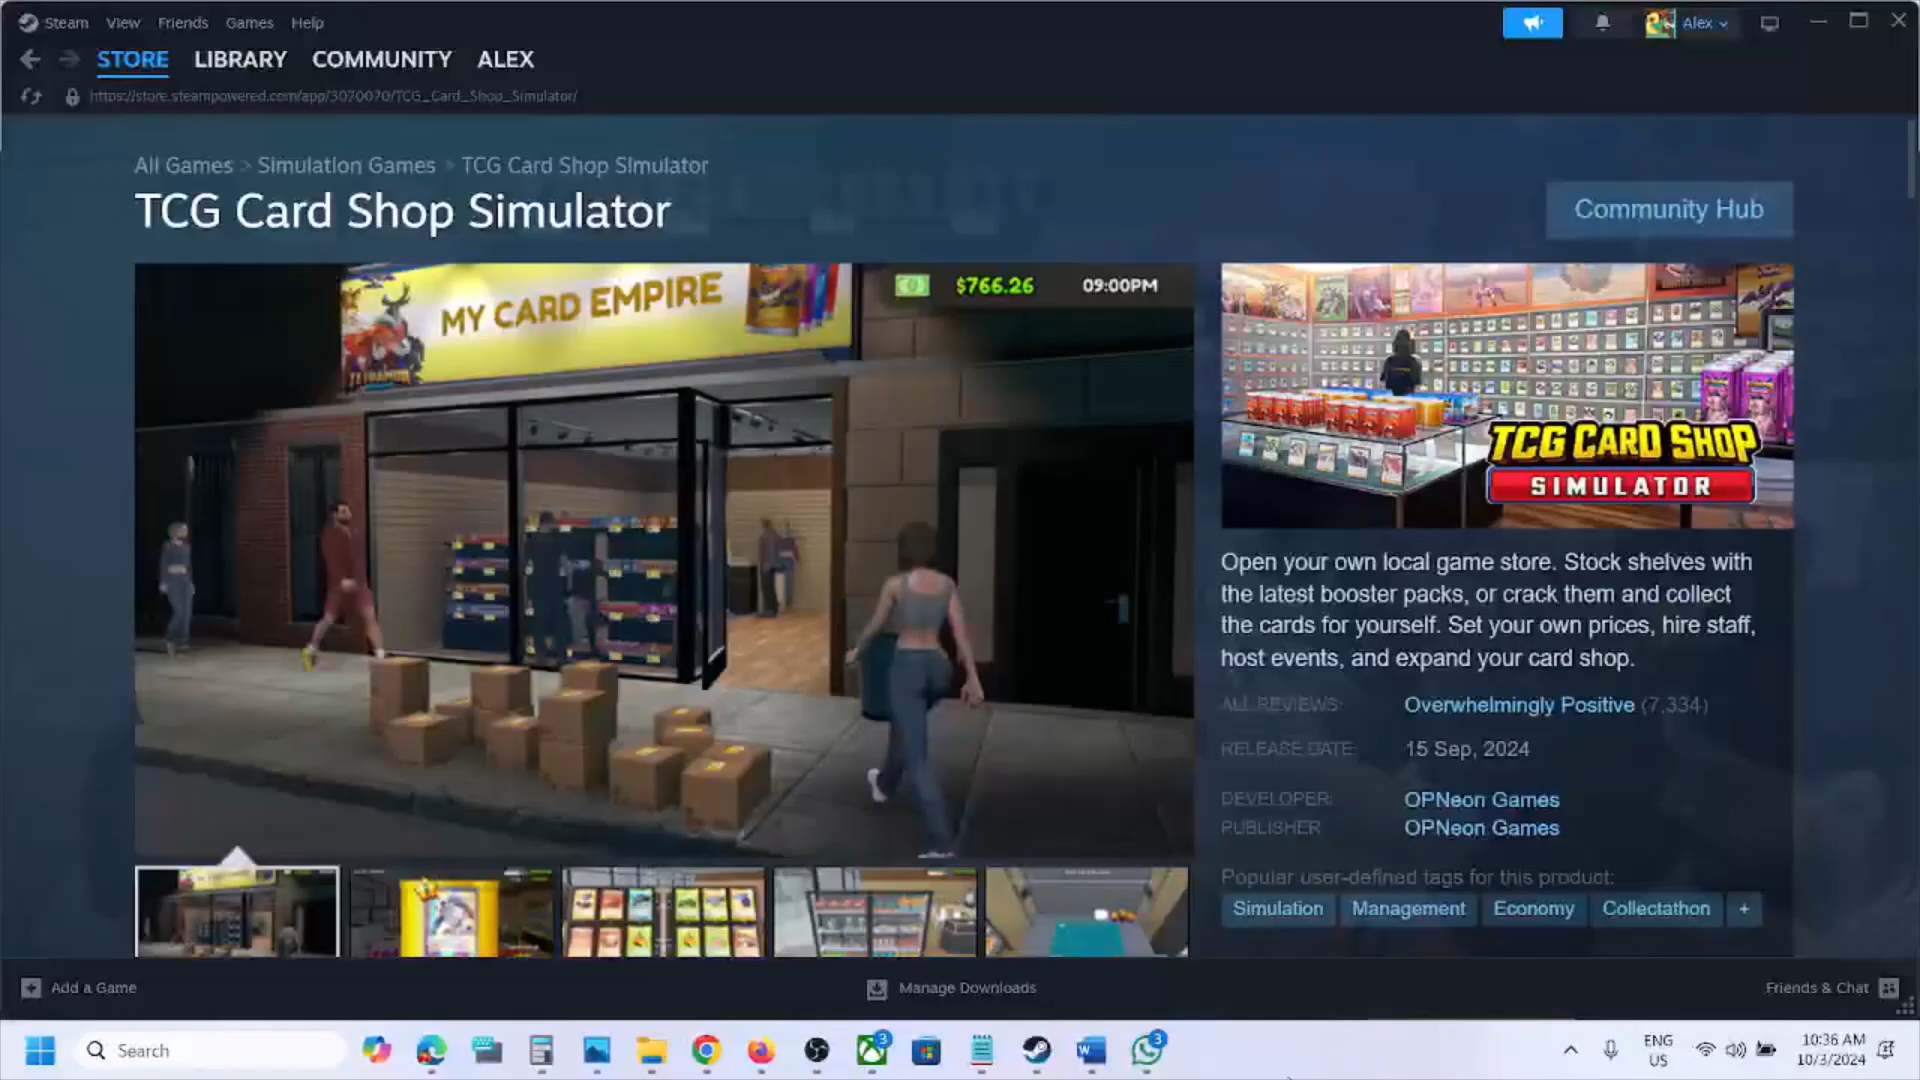 Steam View Friends Games Help
Alex
STORE LIBRARY COMMUNITY ALEX
https://store.steampowered.com/app/3070070/TCG_Card_Shop_Simulator/
All Games > Simulation Games > TCG Card Shop Simulator
TCG Card Shop Simulator
Community Hub
MY CARD EMPIRE
TETRAMON
$766.26
09:00PM
TCG CARD SHOP
SIMULATOR
Open your own local game store. Stock shelves with
the latest booster packs, or crack them and collect
the cards for yourself. Set your own prices, hire staff,
host events, and expand your card shop.
ALL REVIEWS: Overwhelmingly Positive (7,334)
RELEASE DATE: 15 Sep, 2024
DEVELOPER: OPNeon Games
PUBLISHER OPNeon Games
Popular user-defined tags for this product:
Simulation Management Economy Collectathon +
Add a Game
Manage Downloads
Friends & Chat
Search
3
3
ENG
US
10:36 AM
10/3/2024